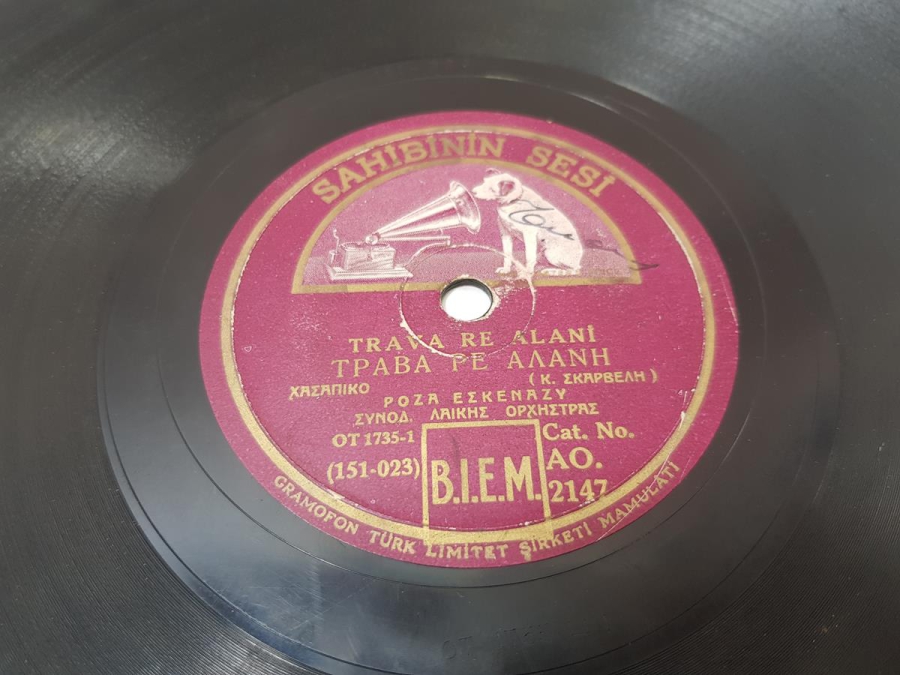 SAHİBİNİN SESİ
TRAVA RE ALANİ
ΤΡΑΒΑ ΡΕ ΑΛΑΝΗ
ΧΑΣΑΠΙΚΟ
(Κ. ΣΚΑΡΒΕΛΗ)
ΡΟΖΑ ΕΣΚΕΝΑΖΥ
ΣΥΝΟΔ. ΛΑΙΚΗΣ ΟΡΧΗΣΤΡΑΣ
OT 1735-1
Cat. No.
(151-023)
B.I.E.M.
AO.
2147
GRAMOFON TÜRK LİMİTET ŞİRKETİ MAMULATI